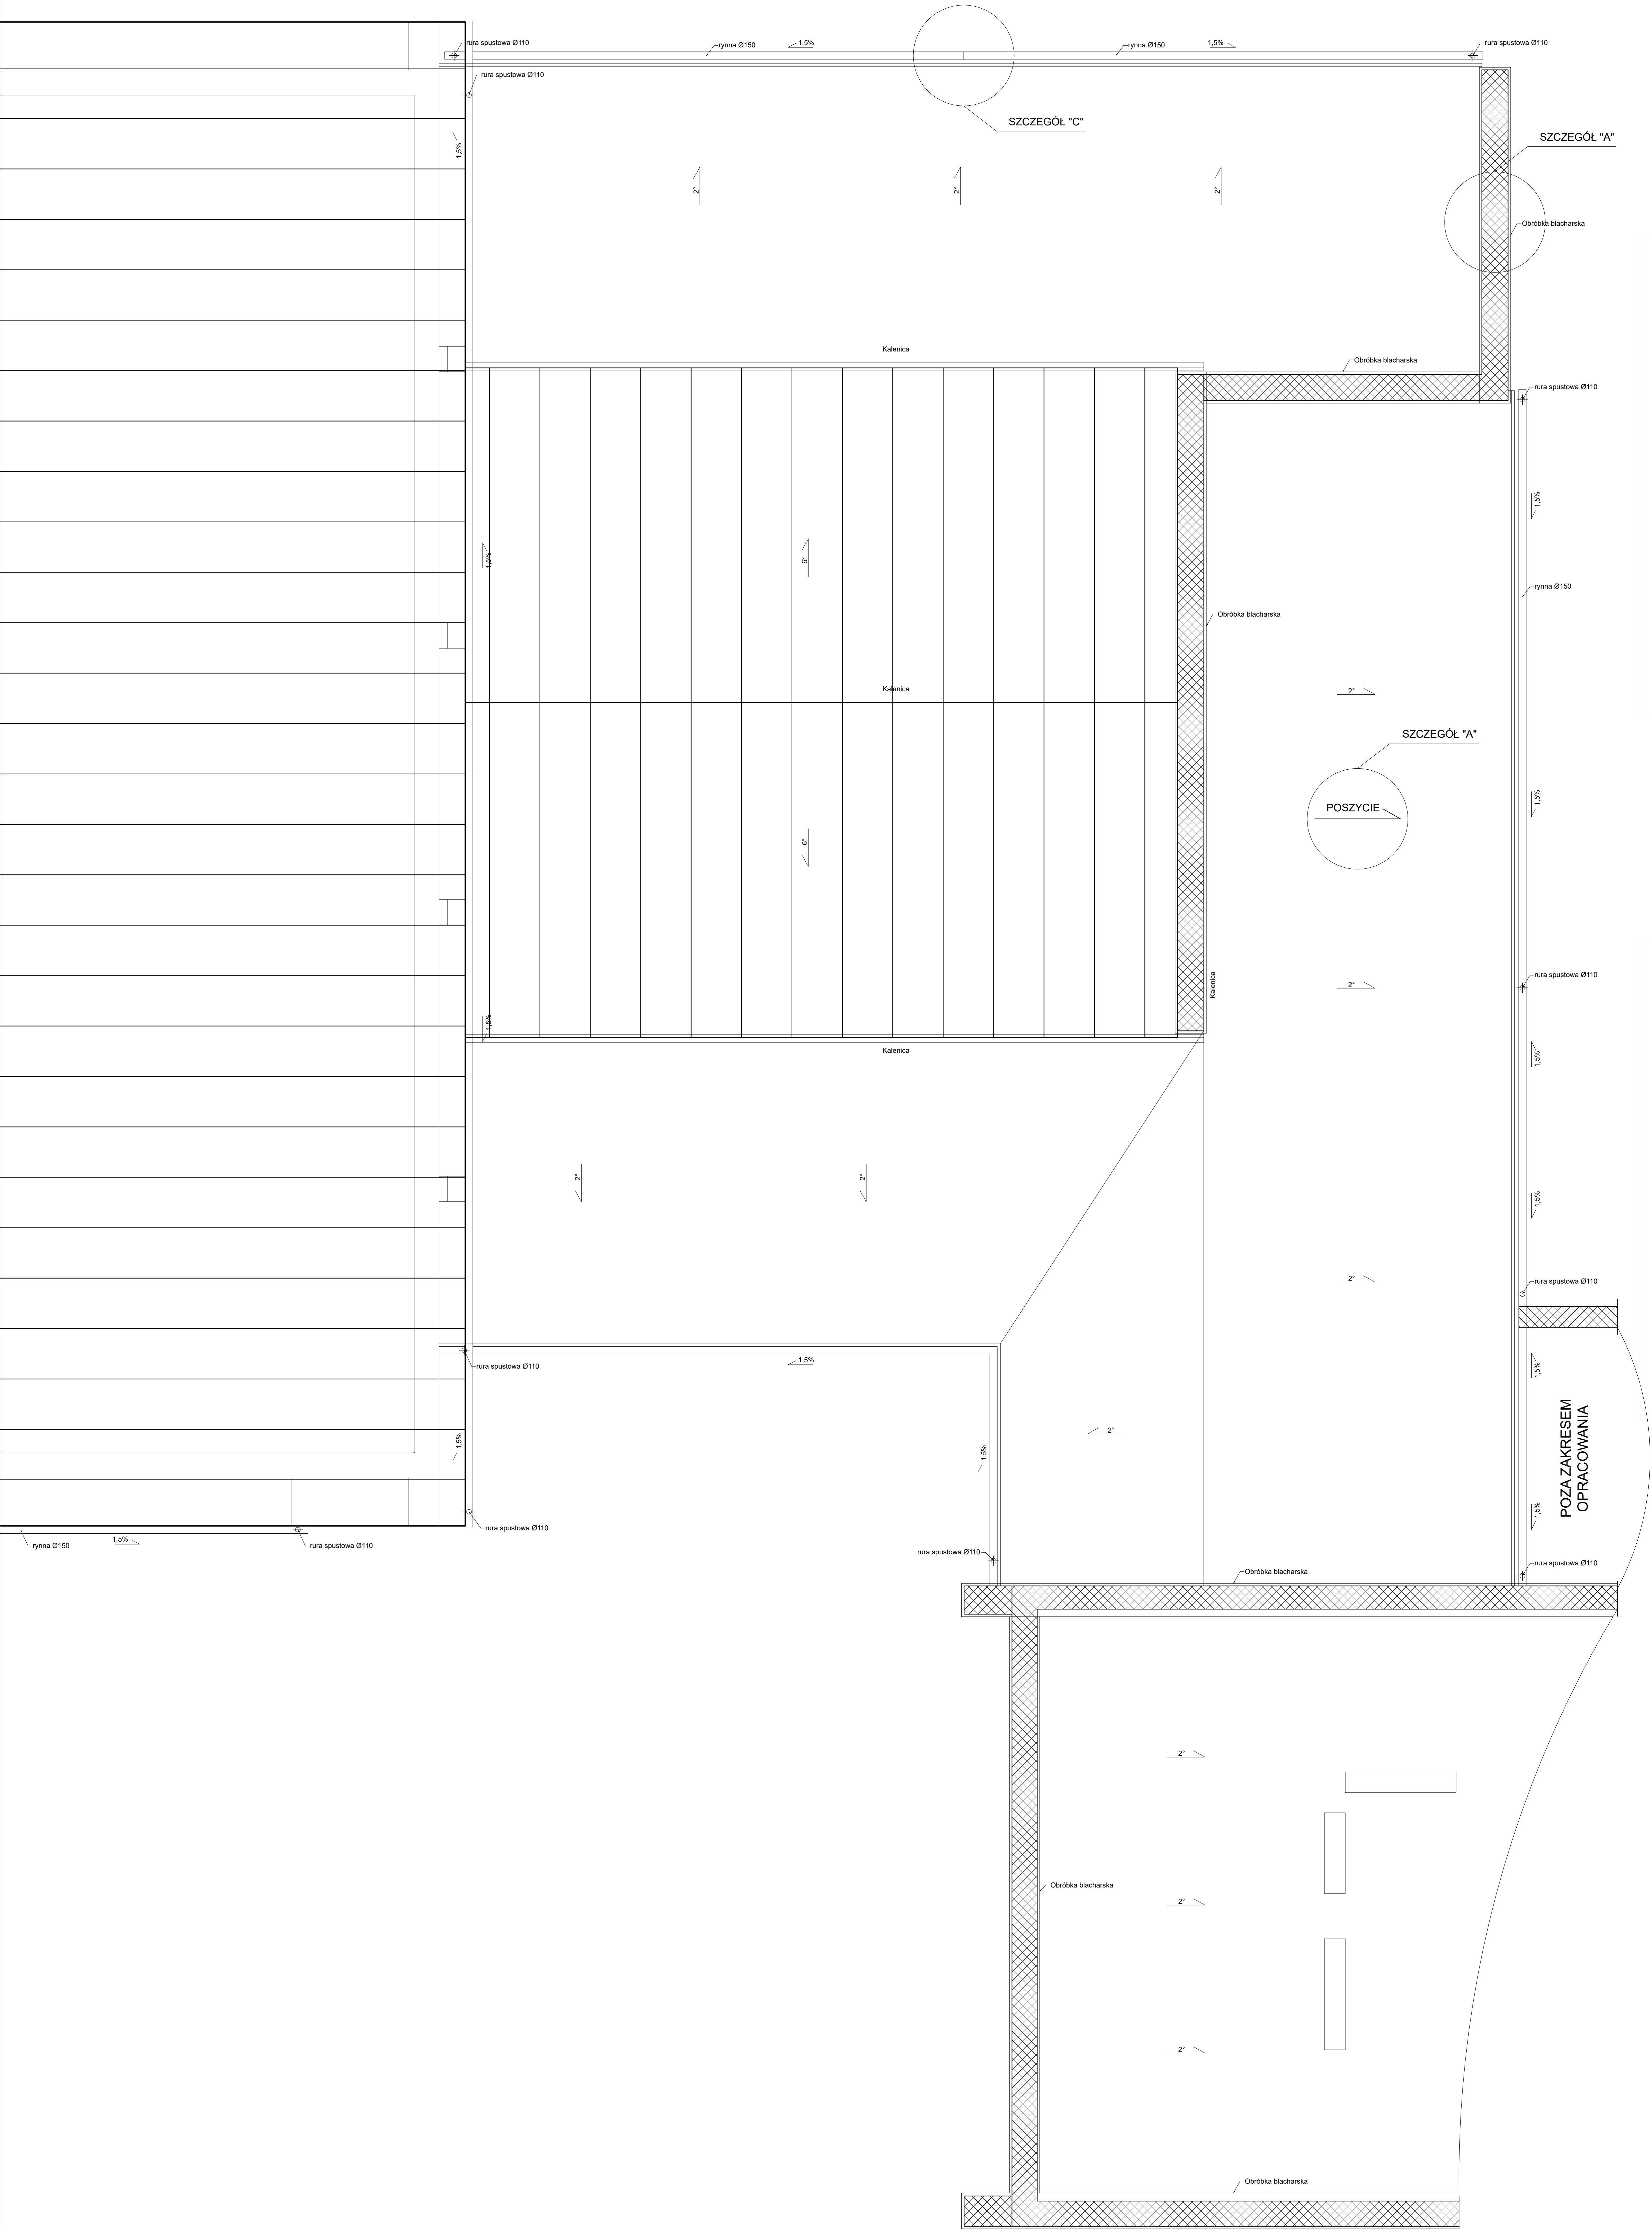 rura spustowa Ø110
rynna Ø150
1,5%
rynna Ø150
1,5%
rura spustowa Ø110
rura spustowa Ø110
SZCZEGÓŁ "C"
SZCZEGÓŁ "A"
1,5%
2°
2°
2°
Obróbka blacharska
Kalenica
Obróbka blacharska
rura spustowa Ø110
1,5%
1,5%
6°
rynna Ø150
Obróbka blacharska
Kalenica
2°
SZCZEGÓŁ "A"
POSZYCIE
1,5%
6°
rura spustowa Ø110
Kalenica
2°
1,5%
Kalenica
1,5%
2°
2°
1,5%
2°
rura spustowa Ø110
rura spustowa Ø110
1,5%
1,5%
POZA ZAKRESEM
OPRACOWANIA
2°
1,5%
1,5%
1,5%
rura spustowa Ø110
rynna Ø150
1,5%
rura spustowa Ø110
rura spustowa Ø110
rura spustowa Ø110
Obróbka blacharska
2°
Obróbka blacharska
2°
2°
Obróbka blacharska